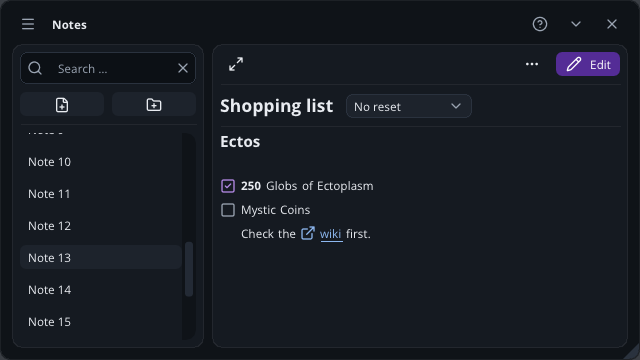 Notes
Search ...
Note 10
Note 11
Note 12
Note 13
Note 14
Note 15
Edit
Shopping list No reset
Ectos
250 Globs of Ectoplasm
Mystic Coins
Check the wiki first.